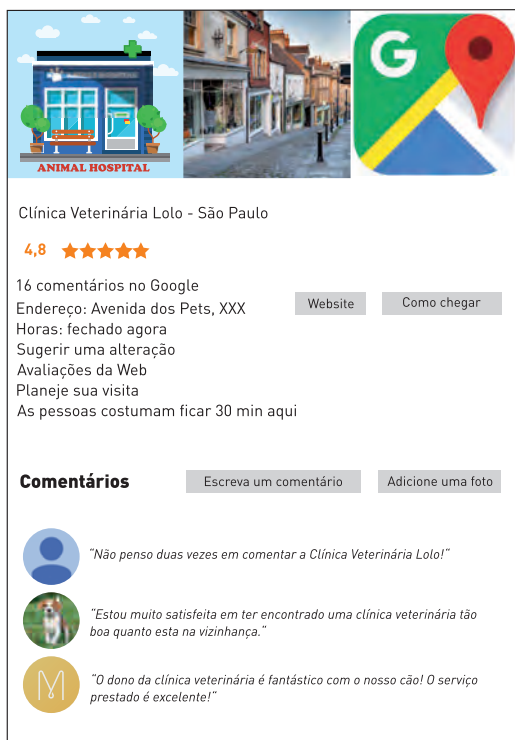 G
ANIMAL HOSPITAL
Clínica Veterinária Lolo - São Paulo
4,8
16 comentários no Google
Endereço: Avenida dos Pets, XXX
Website
Como chegar
Horas: fechado agora
Sugerir uma alteração
Avaliações da Web
Planeje sua visita
As pessoas costumam ficar 30 min aqui
Comentários
Escreva um comentário
Adicione uma foto
"Não penso duas vezes em comentar a Clínica Veterinária Lolo!"
"Estou muito satisfeita em ter encontrado uma clínica veterinária tão
boa quanto esta na vizinhança."
M
"O dono da clínica veterinária é fantástico com o nosso cão! O serviço
prestado é excelente!"